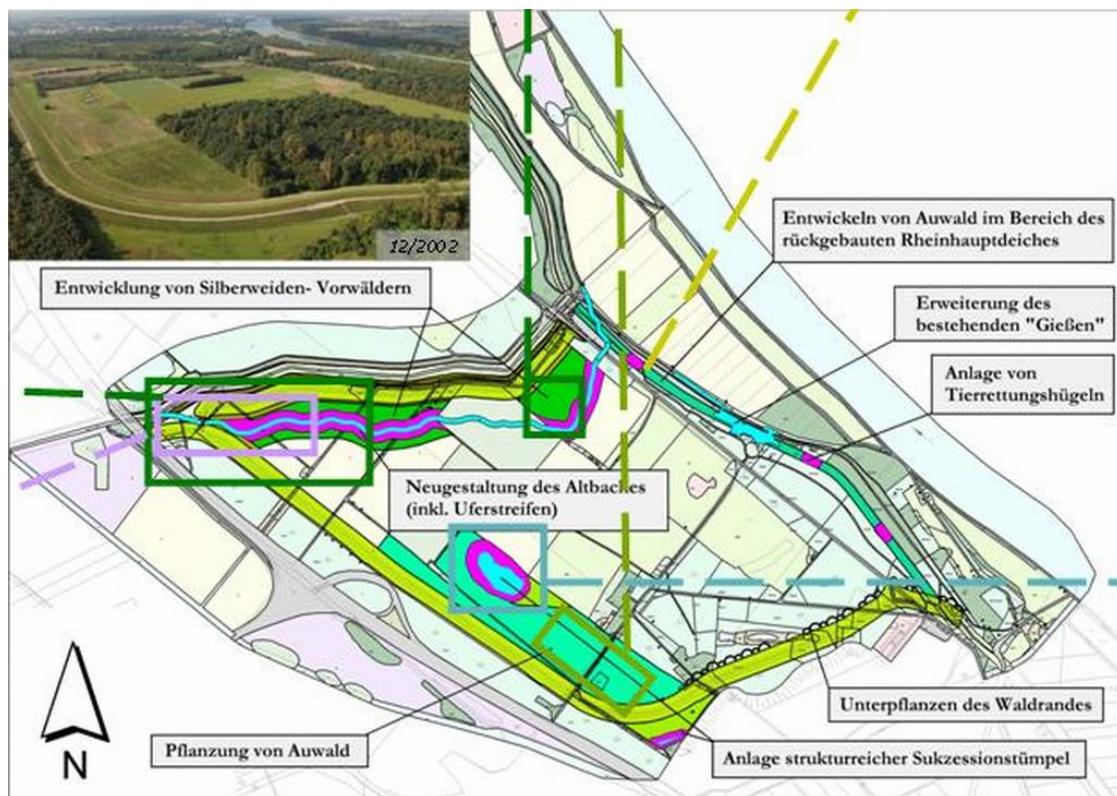 12/2002
Entwickeln von Auwald im Bereich des
rückgebauten Rheinhauptdeiches
Entwicklung von Silberweiden- Vorwäldern
Erweiterung des
bestehenden "Gießen"
Anlage von
Tierrettungshügeln
Neugestaltung des Altbaches
(inkl. Uferstreifen)
Unterpflanzen des Waldrandes
Pflanzung von Auwald
Anlage strukturreicher Sukzessionstümpel
N